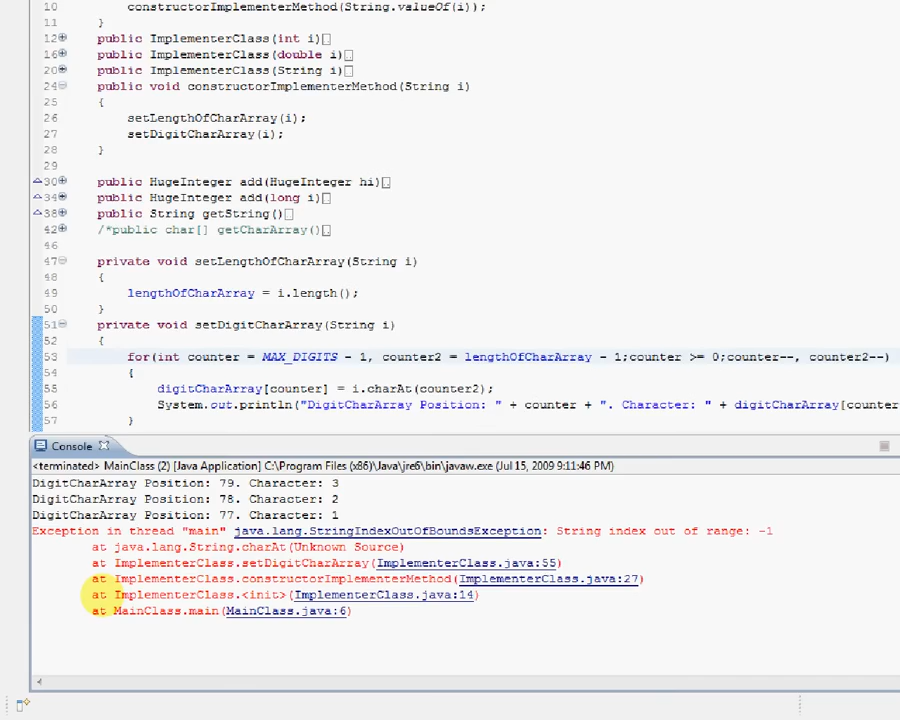 10 constructorImplementerMethod(String.valueOf(i));
11 }
12 public ImplementerClass(int i)
16 public ImplementerClass(double i)
20 public ImplementerClass(String i)
24 public void constructorImplementerMethod(String i)
25 {
26 setLengthOfCharArray(i);
27 setDigitCharArray(i);
28 }
29
30 public HugeInteger add(HugeInteger hi)
34 public HugeInteger add(long i)
38 public String getString()
42 /*public char[] getCharArray()
46
47 private void setLengthOfCharArray(String i)
48 {
49 lengthOfCharArray = i.length();
50 }
51 private void setDigitCharArray(String i)
52 {
53 for(int counter = MAX_DIGITS - 1, counter2 = lengthOfCharArray - 1;counter >= 0;counter--, counter2--)
54 {
55 digitCharArray[counter] = i.charAt(counter2);
56 System.out.println("DigitCharArray Position: " + counter + ". Character: " + digitCharArray[counter
57 }
Console
<terminated> MainClass (2) [Java Application] C:\Program Files (x86)\Java\jre6\bin\javaw.exe (Jul 15, 2009 9:11:46 PM)
DigitCharArray Position: 79. Character: 3
DigitCharArray Position: 78. Character: 2
DigitCharArray Position: 77. Character: 1
Exception in thread "main" java.lang.StringIndexOutOfBoundsException: String index out of range: -1
at java.lang.String.charAt(Unknown Source)
at ImplementerClass.setDigitCharArray(ImplementerClass.java:55)
at ImplementerClass.constructorImplementerMethod(ImplementerClass.java:27)
at ImplementerClass.<init>(ImplementerClass.java:14)
at MainClass.main(MainClass.java:6)